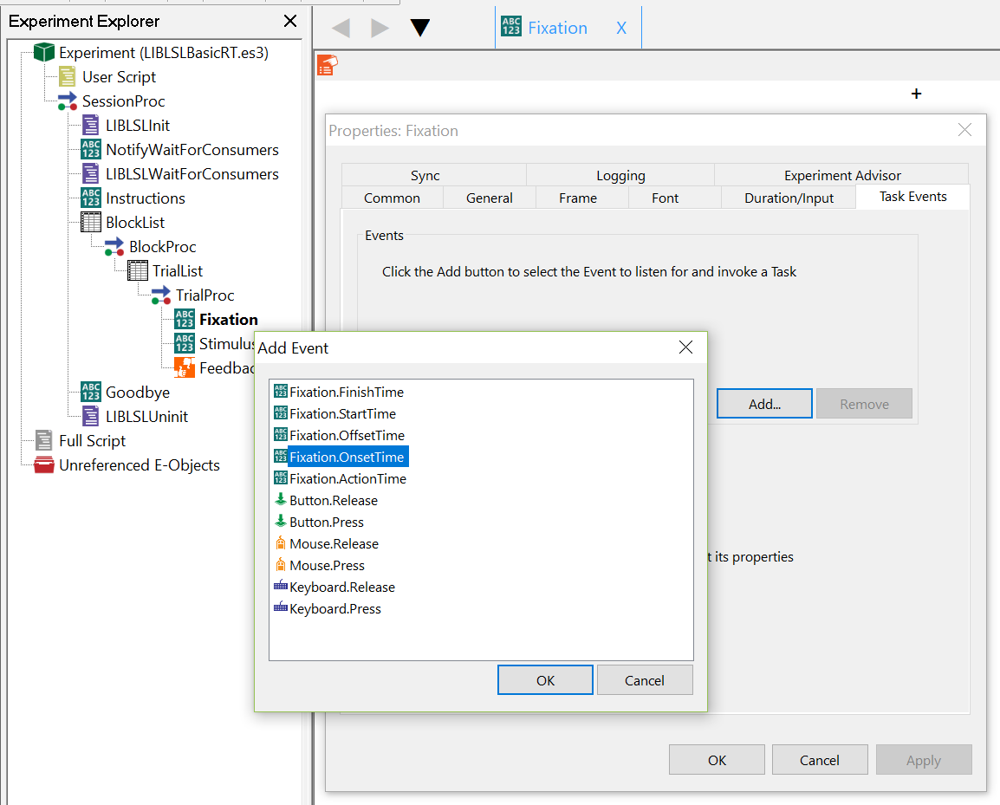 Experiment Explorer
Experiment (LIBLSLBasicRT.es3)
User Script
SessionProc
LIBLSLInit
NotifyWaitForConsumers
LIBLSLWaitForConsumers
Instructions
BlockList
BlockProc
TrialList
TrialProc
Fixation
Stimulus
Feedbac
Goodbye
LIBLSLUninit
Full Script
Unreferenced E-Objects
ABC 123 Fixation X
+
Properties: Fixation
Sync Logging Experiment Advisor
Common General Frame Font Duration/Input Task Events
Events
Click the Add button to select the Event to listen for and invoke a Task
Add... Remove
t its properties
OK Cancel Apply
Add Event
Fixation.FinishTime
Fixation.StartTime
Fixation.OffsetTime
Fixation.OnsetTime
Fixation.ActionTime
Button.Release
Button.Press
Mouse.Release
Mouse.Press
Keyboard.Release
Keyboard.Press
OK Cancel